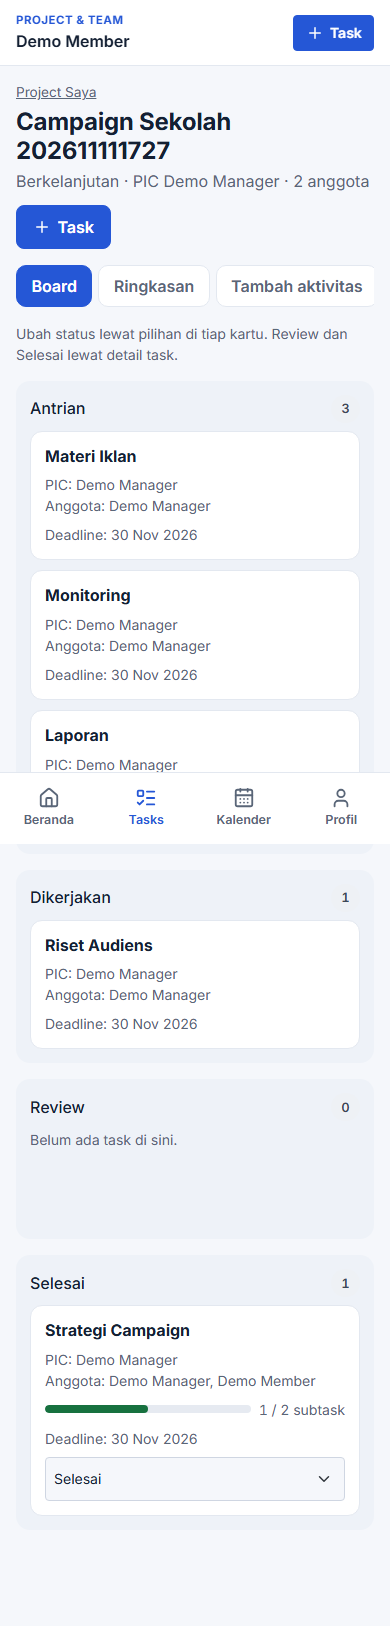 PROJECT & TEAM
Demo Member
Task
Project Saya
Campaign Sekolah
202611111727
Berkelanjutan · PIC Demo Manager · 2 anggota
Task
Board
Ringkasan
Tambah aktivitas
Ubah status lewat pilihan di tiap kartu. Review dan
Selesai lewat detail task.
Antrian
3
Materi Iklan
PIC: Demo Manager
Anggota: Demo Manager
Deadline: 30 Nov 2026
Monitoring
PIC: Demo Manager
Anggota: Demo Manager
Deadline: 30 Nov 2026
Laporan
PIC: Demo Manager
Beranda
Tasks
Kalender
Profil
Dikerjakan
1
Riset Audiens
PIC: Demo Manager
Anggota: Demo Manager
Deadline: 30 Nov 2026
Review
0
Belum ada task di sini.
Selesai
1
Strategi Campaign
PIC: Demo Manager
Anggota: Demo Manager, Demo Member
1 / 2 subtask
Deadline: 30 Nov 2026
Selesai